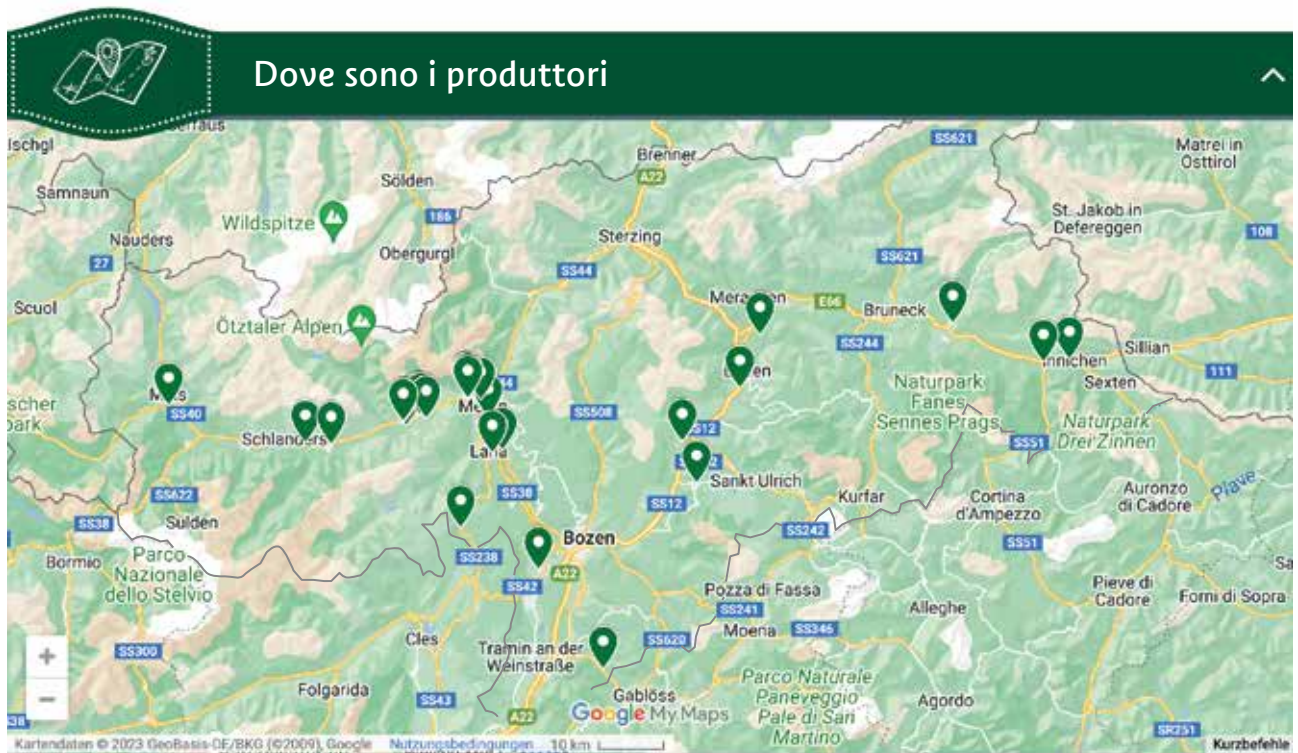 Dove sono i produttori
Ischgl
Samnaun
Nauders
27
Scuol
Wildspitze
Sölden
186
Obergurgl
Ötztaler Alpen
Brenner
A22
Sterzing
SS44
SS621
Matrei in
Osttirol
St. Jakob in
Defereggen
108
SS621
E66
Bruneck
SS244
Sillian
Sexten
111
SS40
Schlanders
SS508
Lana
SS12
Naturpark
Fanes
Sennes Prags
SS51
Naturpark
Drei Zinnen
SS622
SS38
Sulden
SS38
Sankt Ulrich
SS12
Kurfar
Cortina
d'Ampezzo
Auronzo
di Cadore
Piave
Bormio
Parco
Nazionale
dello Stelvio
SS238
Bozen
A22
SS42
SS242
SS51
Pozza di Fassa
SS241
Moena
SS346
Alleghe
Pieve di
Cadore
Forni di Sopra
Cles
Tramin an der
Weinstraße
SS620
SS300
Folgarida
SS43
A22
Gablöss
Parco Naturale
Paneveggio
Pale di San
Martino
Agordo
SR251
Google My Maps
Kartendaten © 2023 GeoBasis-DE/BKG (©2009), Google
Nutzungsbedingungen
10 km
Kurzbefehle